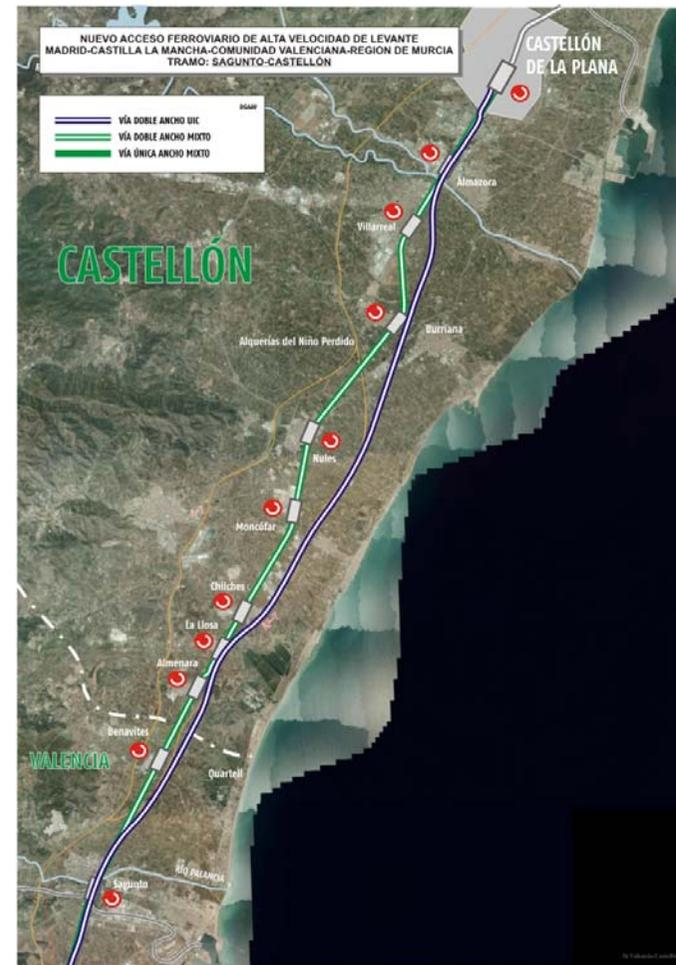 NUEVO ACCESO FERROVIARIO DE ALTA VELOCIDAD DE LEVANTE
MADRID-CASTILLA LA MANCHA-COMUNIDAD VALENCIANA-REGION DE MURCIA
TRAMO: SAGUNTO-CASTELLÓN
CASTELLÓN
DE LA PLANA
VÍA DOBLE ANCHO UIC
VÍA DOBLE ANCHO MIXTO
VÍA ÚNICA ANCHO MIXTO
Almazora
Villarreal
CASTELLÓN
Burriana
Alquerías del Niño Perdido
Nules
Moncófar
Chilches
La Llosa
Almenara
Benavites
VALENCIA
Quartell
RÍO PALANCIA
Sagunto